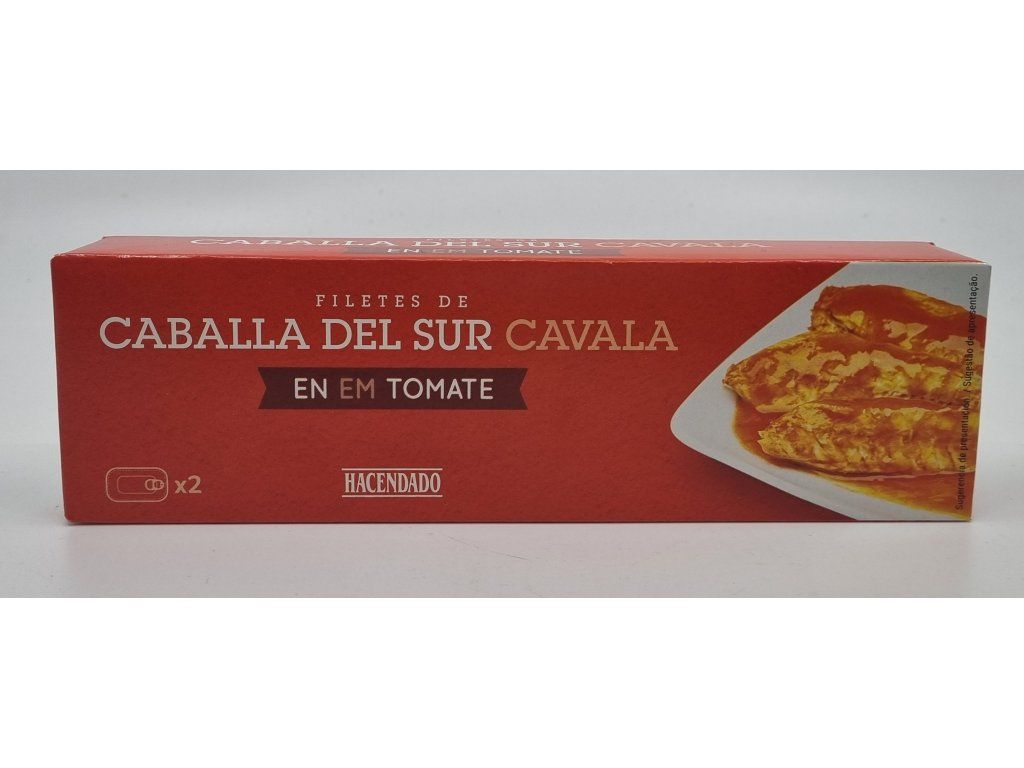 CABALLA DEL SUR CAVALA
EN EM TOMATE
FILETES DE
CABALLA DEL SUR CAVALA
EN EM TOMATE
x2
HACENDADO
Sugerencia de presentación. / Sugestão de apresentação.